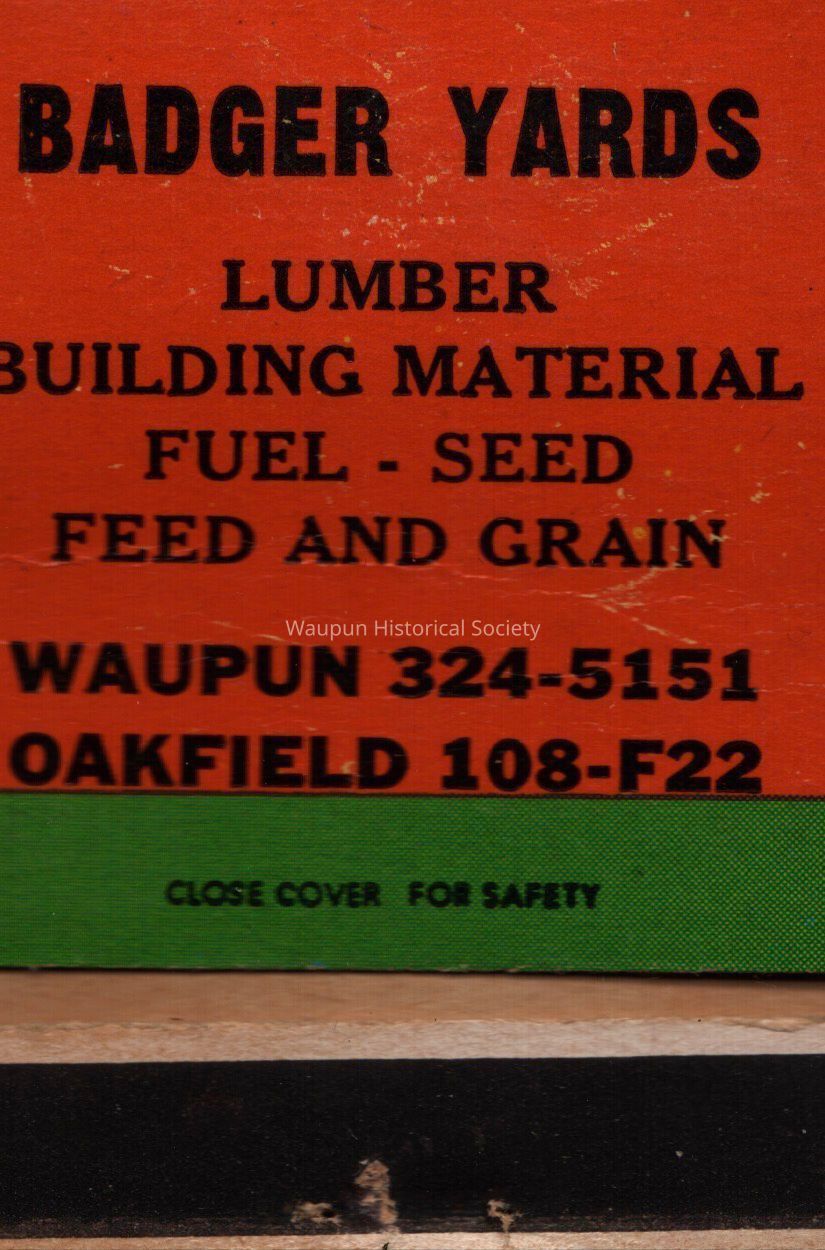 BADGER YARDS
LUMBER
BUILDING MATERIAL
FUEL - SEED
FEED AND GRAIN
Waupun Historical Society
WAUPUN 324-5151
OAKFIELD 108-F22
CLOSE COVER FOR SAFETY